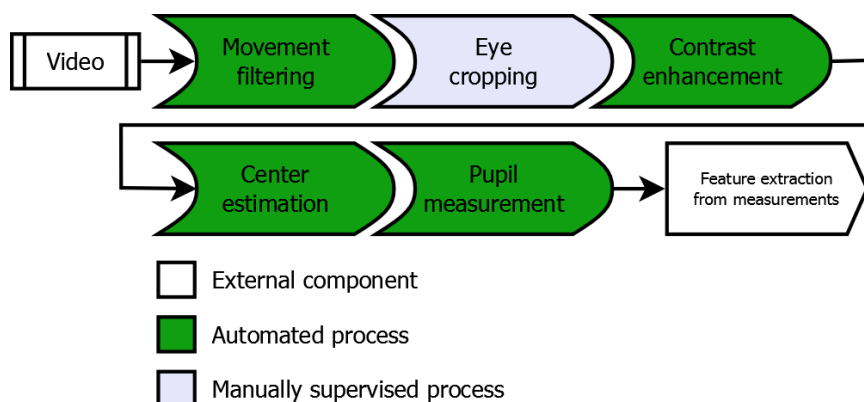 Video
Movement
filtering
Eye
cropping
Contrast
enhancement
Center
estimation
Pupil
measurement
Feature extraction
from measurements
External component
Automated process
Manually supervised process